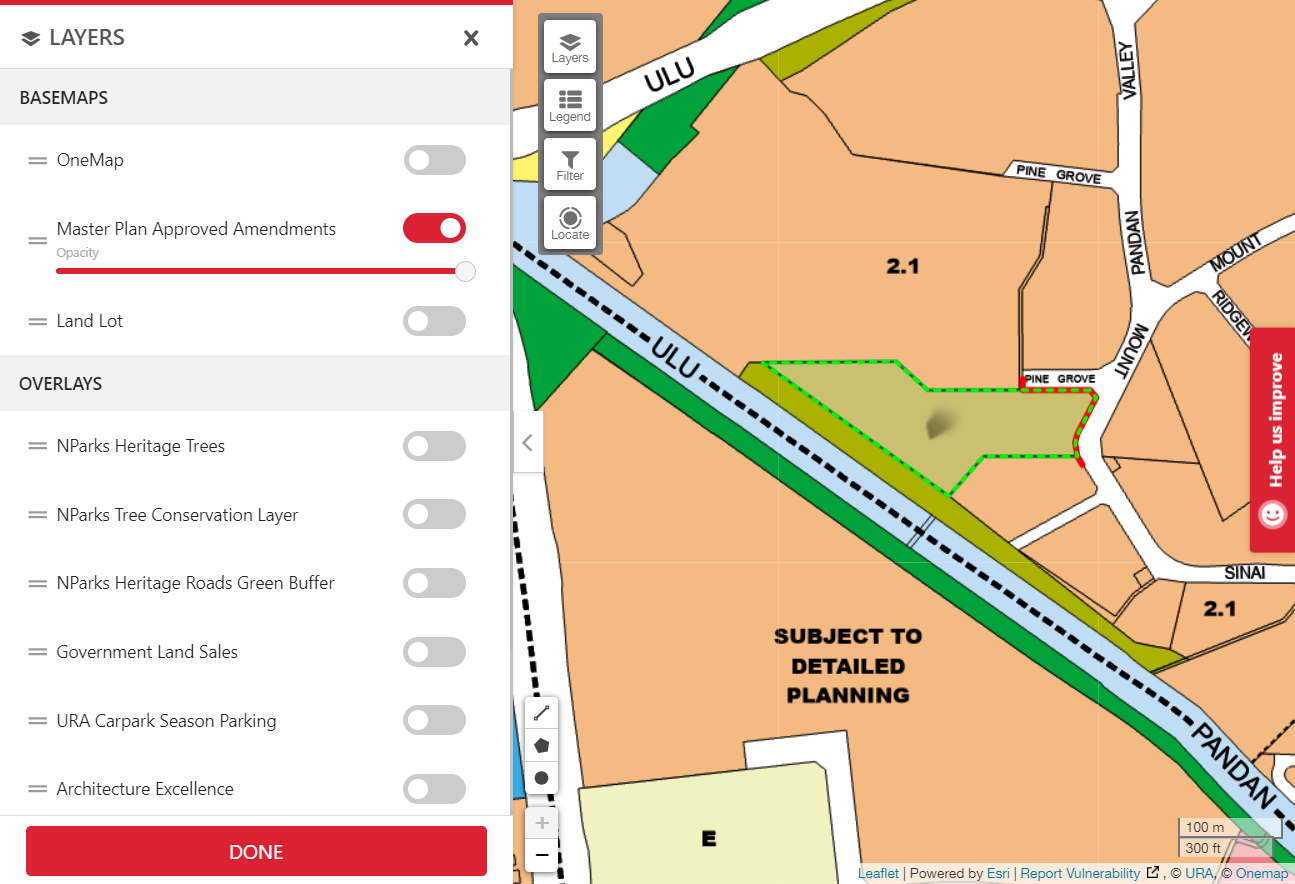 LAYERS
BASEMAPS
OneMap
Master Plan Approved Amendments
Opacity
Land Lot
OVERLAYS
NParks Heritage Trees
NParks Tree Conservation Layer
NParks Heritage Roads Green Buffer
Government Land Sales
URA Carpark Season Parking
Architecture Excellence
DONE
Layers
Legend
Filter
Locate
ULU
VALLEY
PINE GROVE
PANDAN
MOUNT
RIDGEW
2.1
ULU
MOUNT
PINE GROVE
Help us improve
SINAI
2.1
SUBJECT TO
DETAILED
PLANNING
PANDAN
E
100 m
300 ft
Leaflet | Powered by Esri | Report Vulnerability , © URA, © Onemap